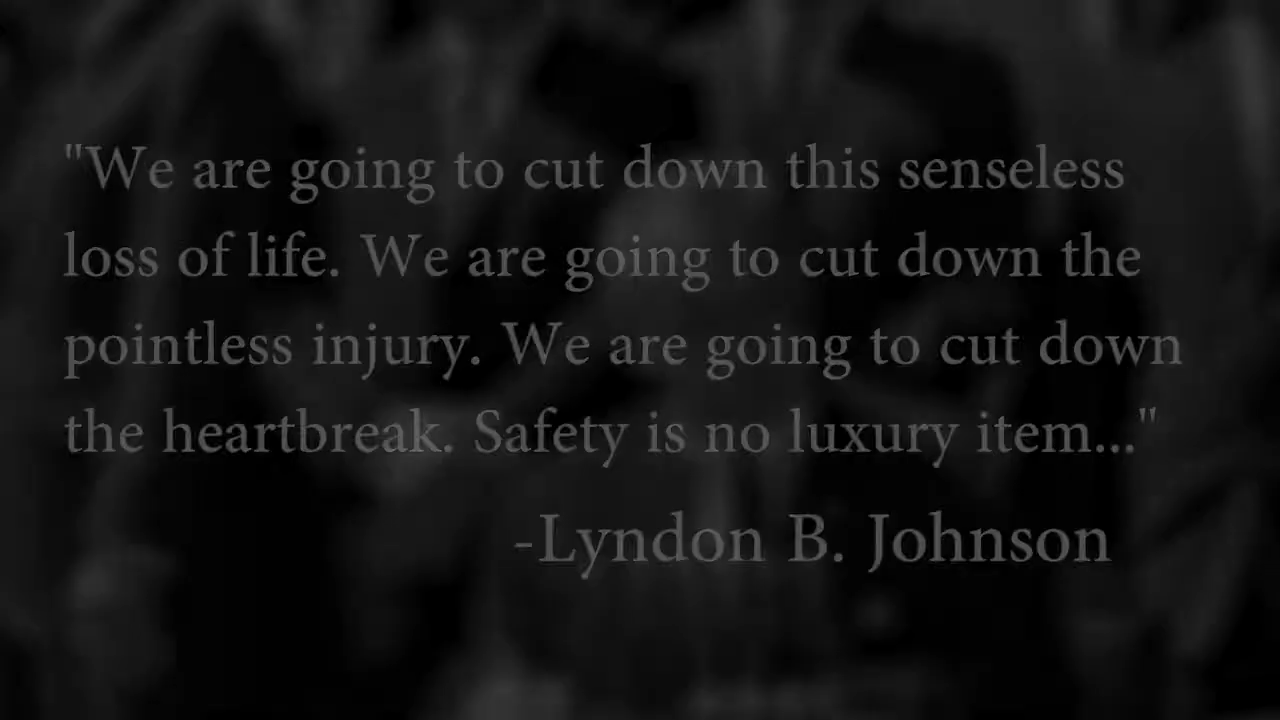 "We are going to cut down this senseless
loss of life. We are going to cut down the
pointless injury. We are going to cut down
the heartbreak. Safety is no luxury item..."
-Lyndon B. Johnson